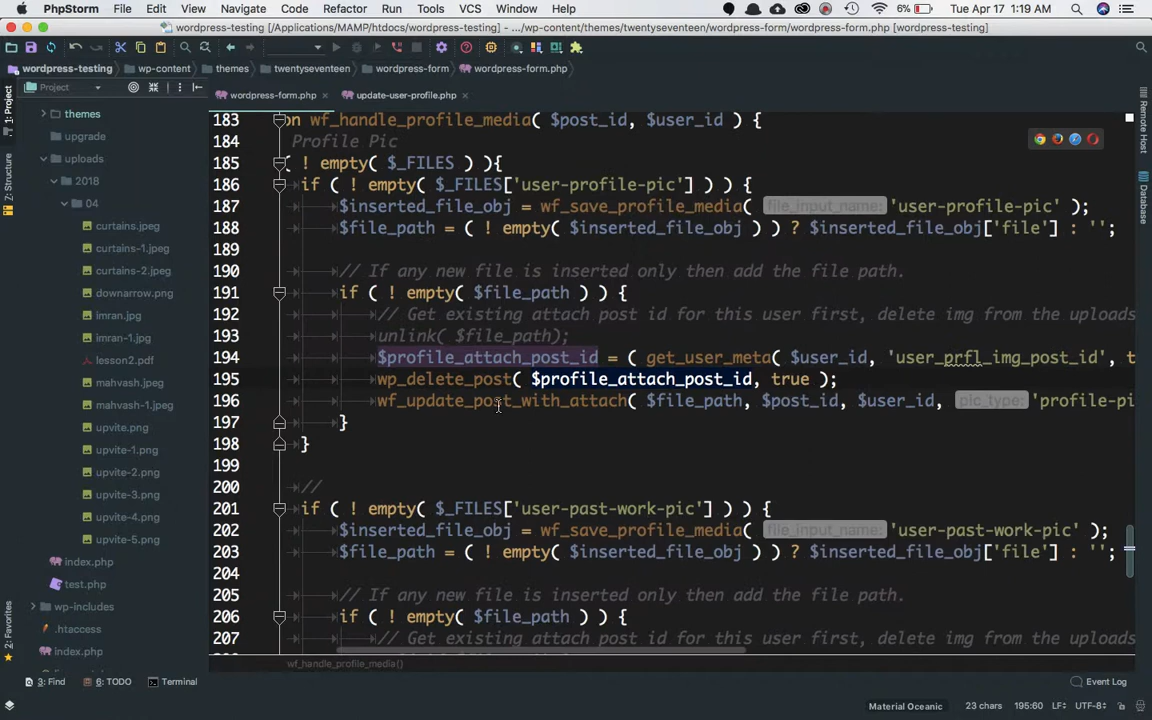 PhpStorm File Edit View Navigate Code Refactor Run Tools VCS Window Help 6% Tue Apr 17 1:19 AM
wordpress-testing [/Applications/MAMP/htdocs/wordpress-testing] - .../wp-content/themes/twentyseventeen/wordpress-form/wordpress-form.php [wordpress-testing]
wordpress-testing wp-content themes twentyseventeen wordpress-form wordpress-form.php
Project wordpress-form.php update-user-profile.php
1: Project
Z: Structure
2: Favorites
Remote Host
Database
themes
upgrade
uploads
2018
04
curtains.jpeg
curtains-1.jpeg
curtains-2.jpeg
downarrow.png
imran.jpg
imran-1.jpg
lesson2.pdf
mahvash.jpeg
mahvash-1.jpeg
upvite.png
upvite-1.png
upvite-2.png
upvite-3.png
upvite-4.png
upvite-5.png
index.php
test.php
wp-includes
.htaccess
index.php
183 on wf_handle_profile_media( $post_id, $user_id ) {
184 Profile Pic
185 ( ! empty( $_FILES ) ){
186 if ( ! empty( $_FILES['user-profile-pic'] ) ) {
187 $inserted_file_obj = wf_save_profile_media( file_input_name: 'user-profile-pic' );
188 $file_path = ( ! empty( $inserted_file_obj ) ) ? $inserted_file_obj['file'] : '';
189
190 // If any new file is inserted only then add the file path.
191 if ( ! empty( $file_path ) ) {
192 // Get existing attach post id for this user first, delete img from the uploads
193 unlink( $file_path);
194 $profile_attach_post_id = ( get_user_meta( $user_id, 'user_prfl_img_post_id', t
195 wp_delete_post( $profile_attach_post_id, true );
196 wf_update_post_with_attach( $file_path, $post_id, $user_id, pic_type: 'profile-pi
197 }
198 }
199
200 //
201 if ( ! empty( $_FILES['user-past-work-pic'] ) ) {
202 $inserted_file_obj = wf_save_profile_media( file_input_name: 'user-past-work-pic' );
203 $file_path = ( ! empty( $inserted_file_obj ) ) ? $inserted_file_obj['file'] : '';
204
205 // If any new file is inserted only then add the file path.
206 if ( ! empty( $file_path ) ) {
207 // Get existing attach post id for this user first, delete img from the uploads
wf_handle_profile_media()
3: Find 6: TODO Terminal Event Log
Material Oceanic 23 chars 195:60 LF÷ UTF-8÷